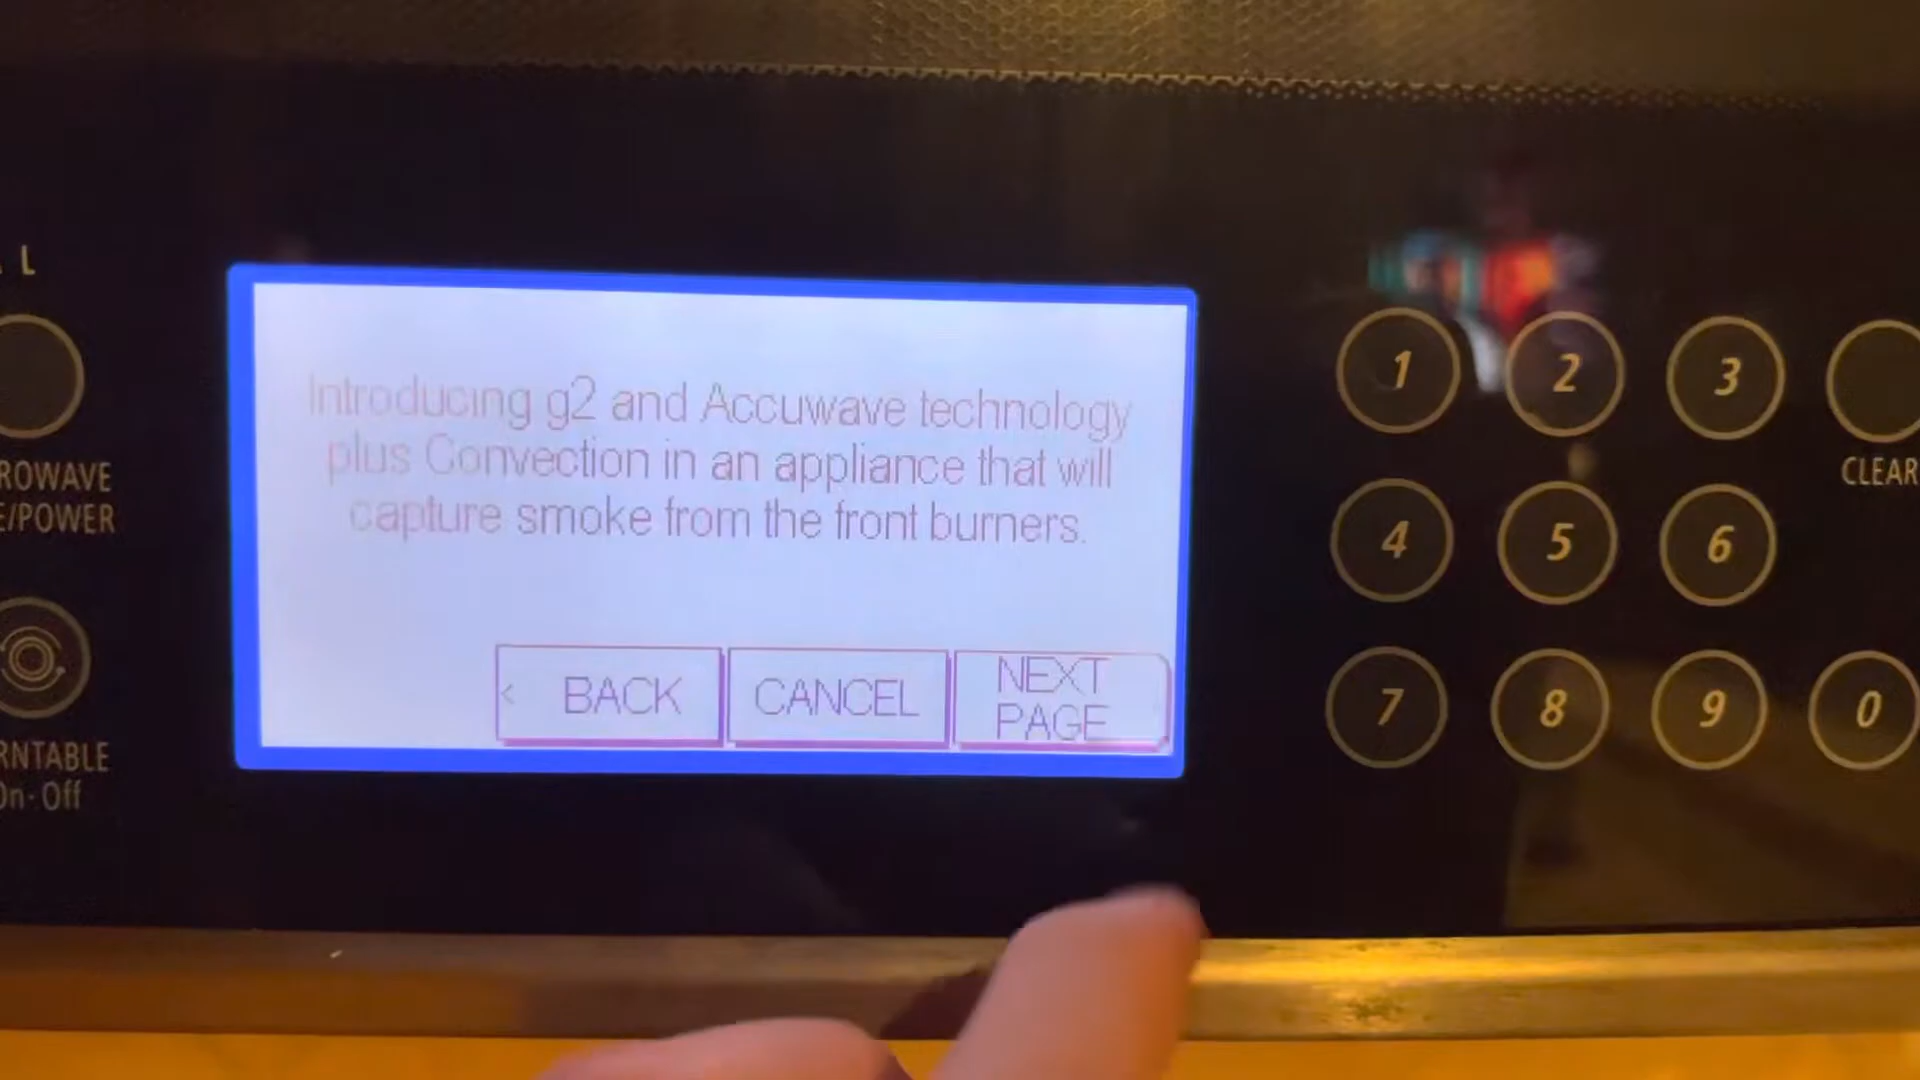 L
ROWAVE
E/POWER
RNTABLE
On·Off
Introducing g2 and Accuwave technology
plus Convection in an appliance that will
capture smoke from the front burners.
< BACK
CANCEL
NEXT
PAGE
1 2 3
CLEAR
4 5 6
7 8 9 0